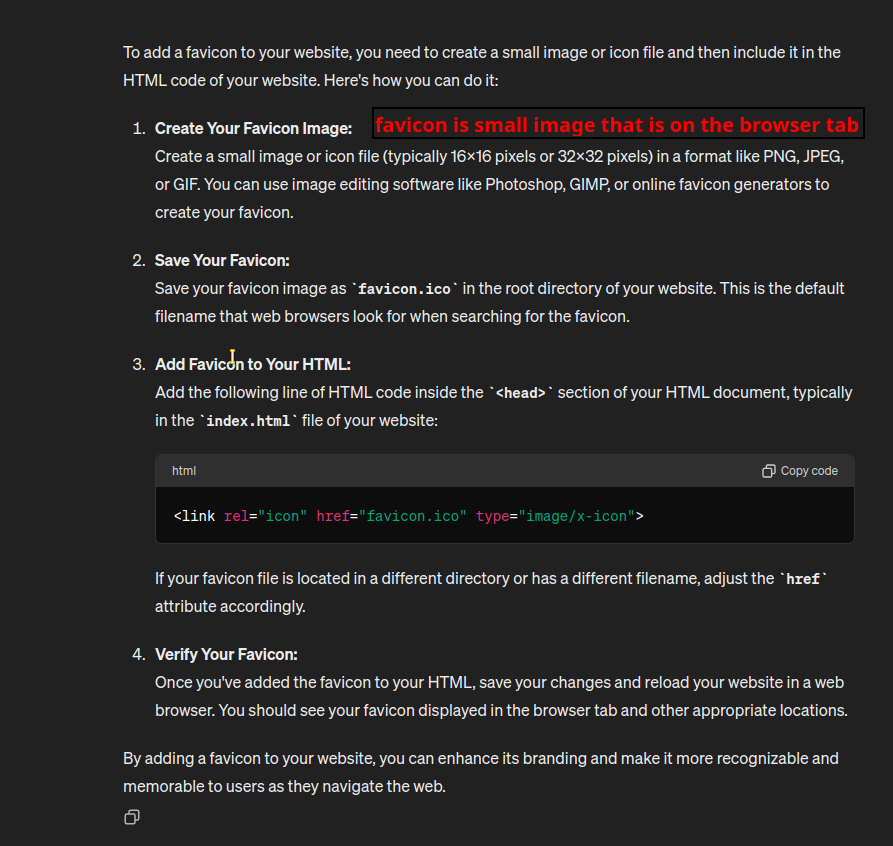 To add a favicon to your website, you need to create a small image or icon file and then include it in the
HTML code of your website. Here's how you can do it:
1. Create Your Favicon Image: favicon is small image that is on the browser tab
Create a small image or icon file (typically 16×16 pixels or 32×32 pixels) in a format like PNG, JPEG,
or GIF. You can use image editing software like Photoshop, GIMP, or online favicon generators to
create your favicon.
2. Save Your Favicon:
Save your favicon image as `favicon.ico` in the root directory of your website. This is the default
filename that web browsers look for when searching for the favicon.
3. Add Favicon to Your HTML:
Add the following line of HTML code inside the `<head>` section of your HTML document, typically
in the `index.html` file of your website:
html Copy code
<link rel="icon" href="favicon.ico" type="image/x-icon">
If your favicon file is located in a different directory or has a different filename, adjust the `href`
attribute accordingly.
4. Verify Your Favicon:
Once you've added the favicon to your HTML, save your changes and reload your website in a web
browser. You should see your favicon displayed in the browser tab and other appropriate locations.
By adding a favicon to your website, you can enhance its branding and make it more recognizable and
memorable to users as they navigate the web.